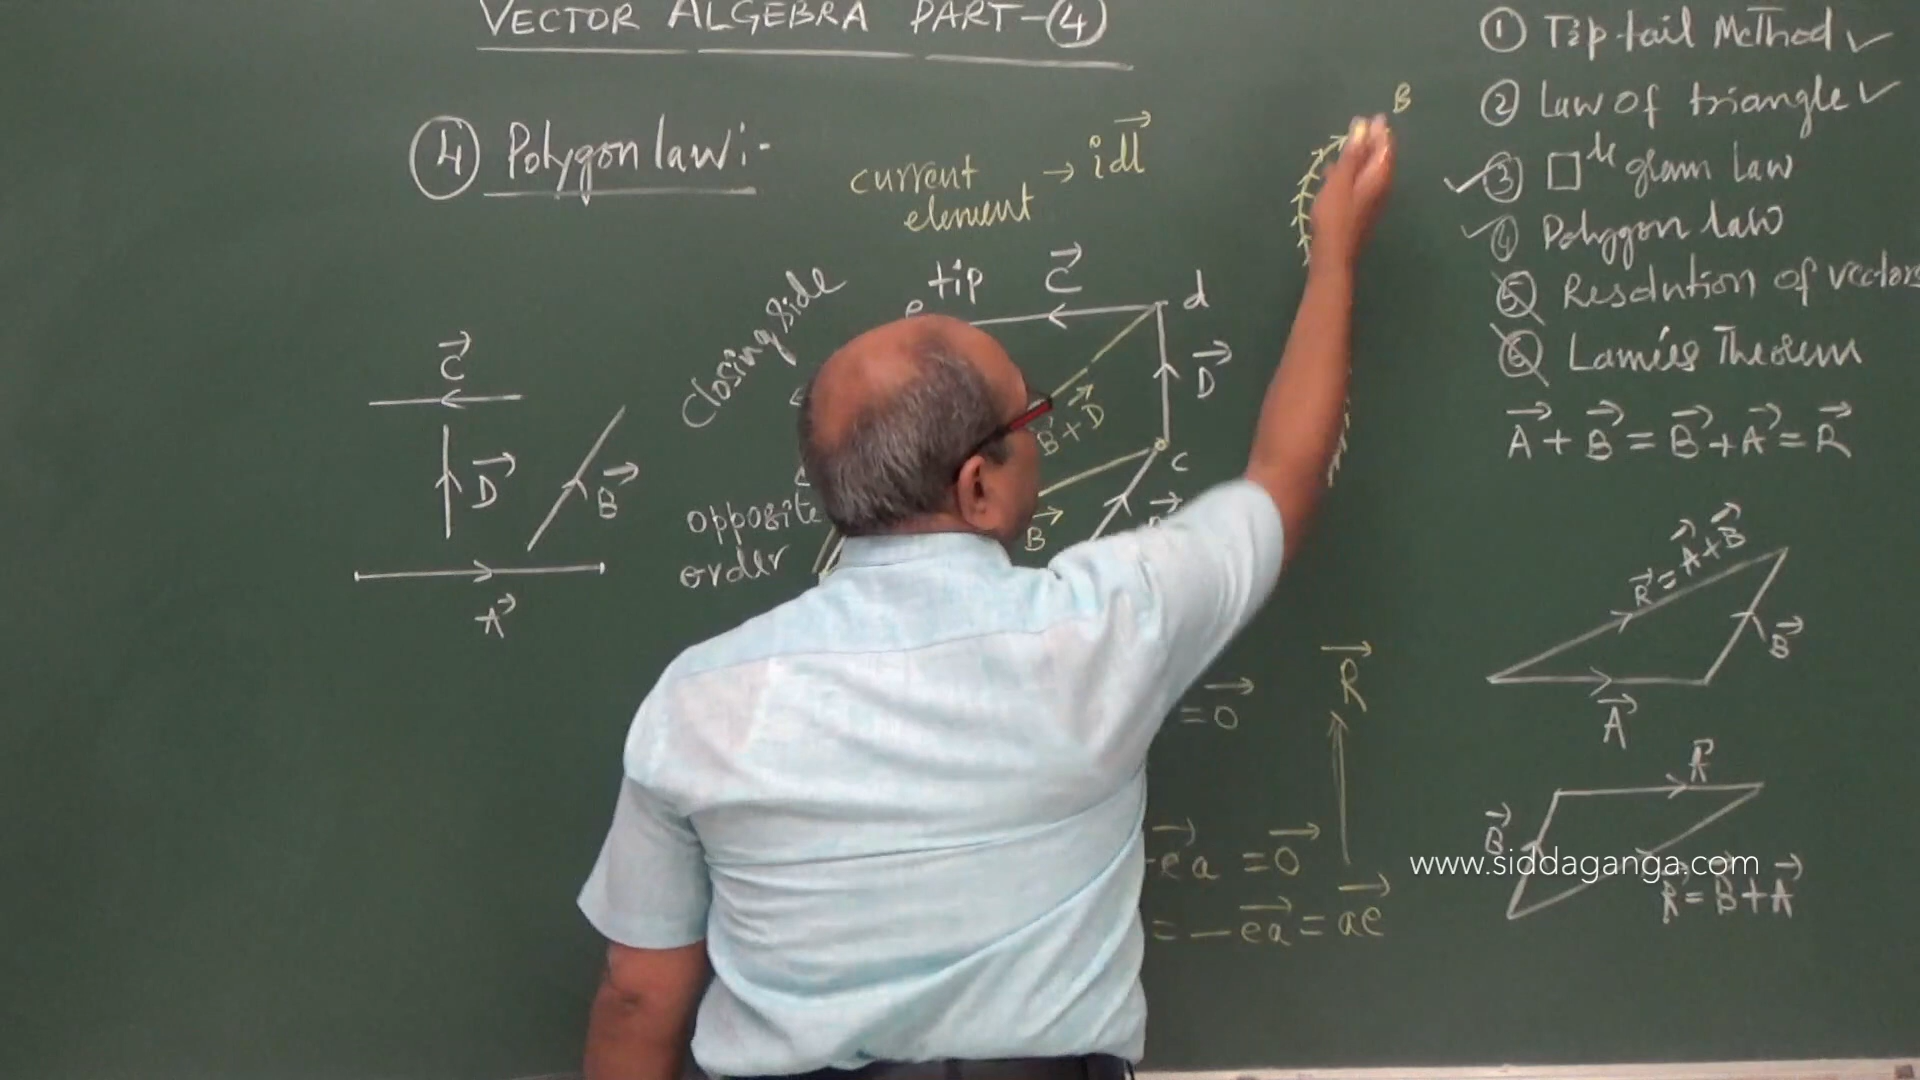 VECTOR ALGEBRA PART-(4)
④ Polygon law:-
current element → idl
tip
C
d
e
closing side
D
B+D
c
B
opposite order
C
D
B
A
= 0
R
ea = 0
= -ea = ae
B
① Tip-tail Method ✓
② Law of triangle ✓
✓ ③ □ˡˡᵉ gram law
✓ ④ Polygon law
⑤ Resolution of vectors
⑥ Lamies Theorem
A + B = B + A = R
R = A + B
B
A
A
B
www.siddaganga.com
R = B + A